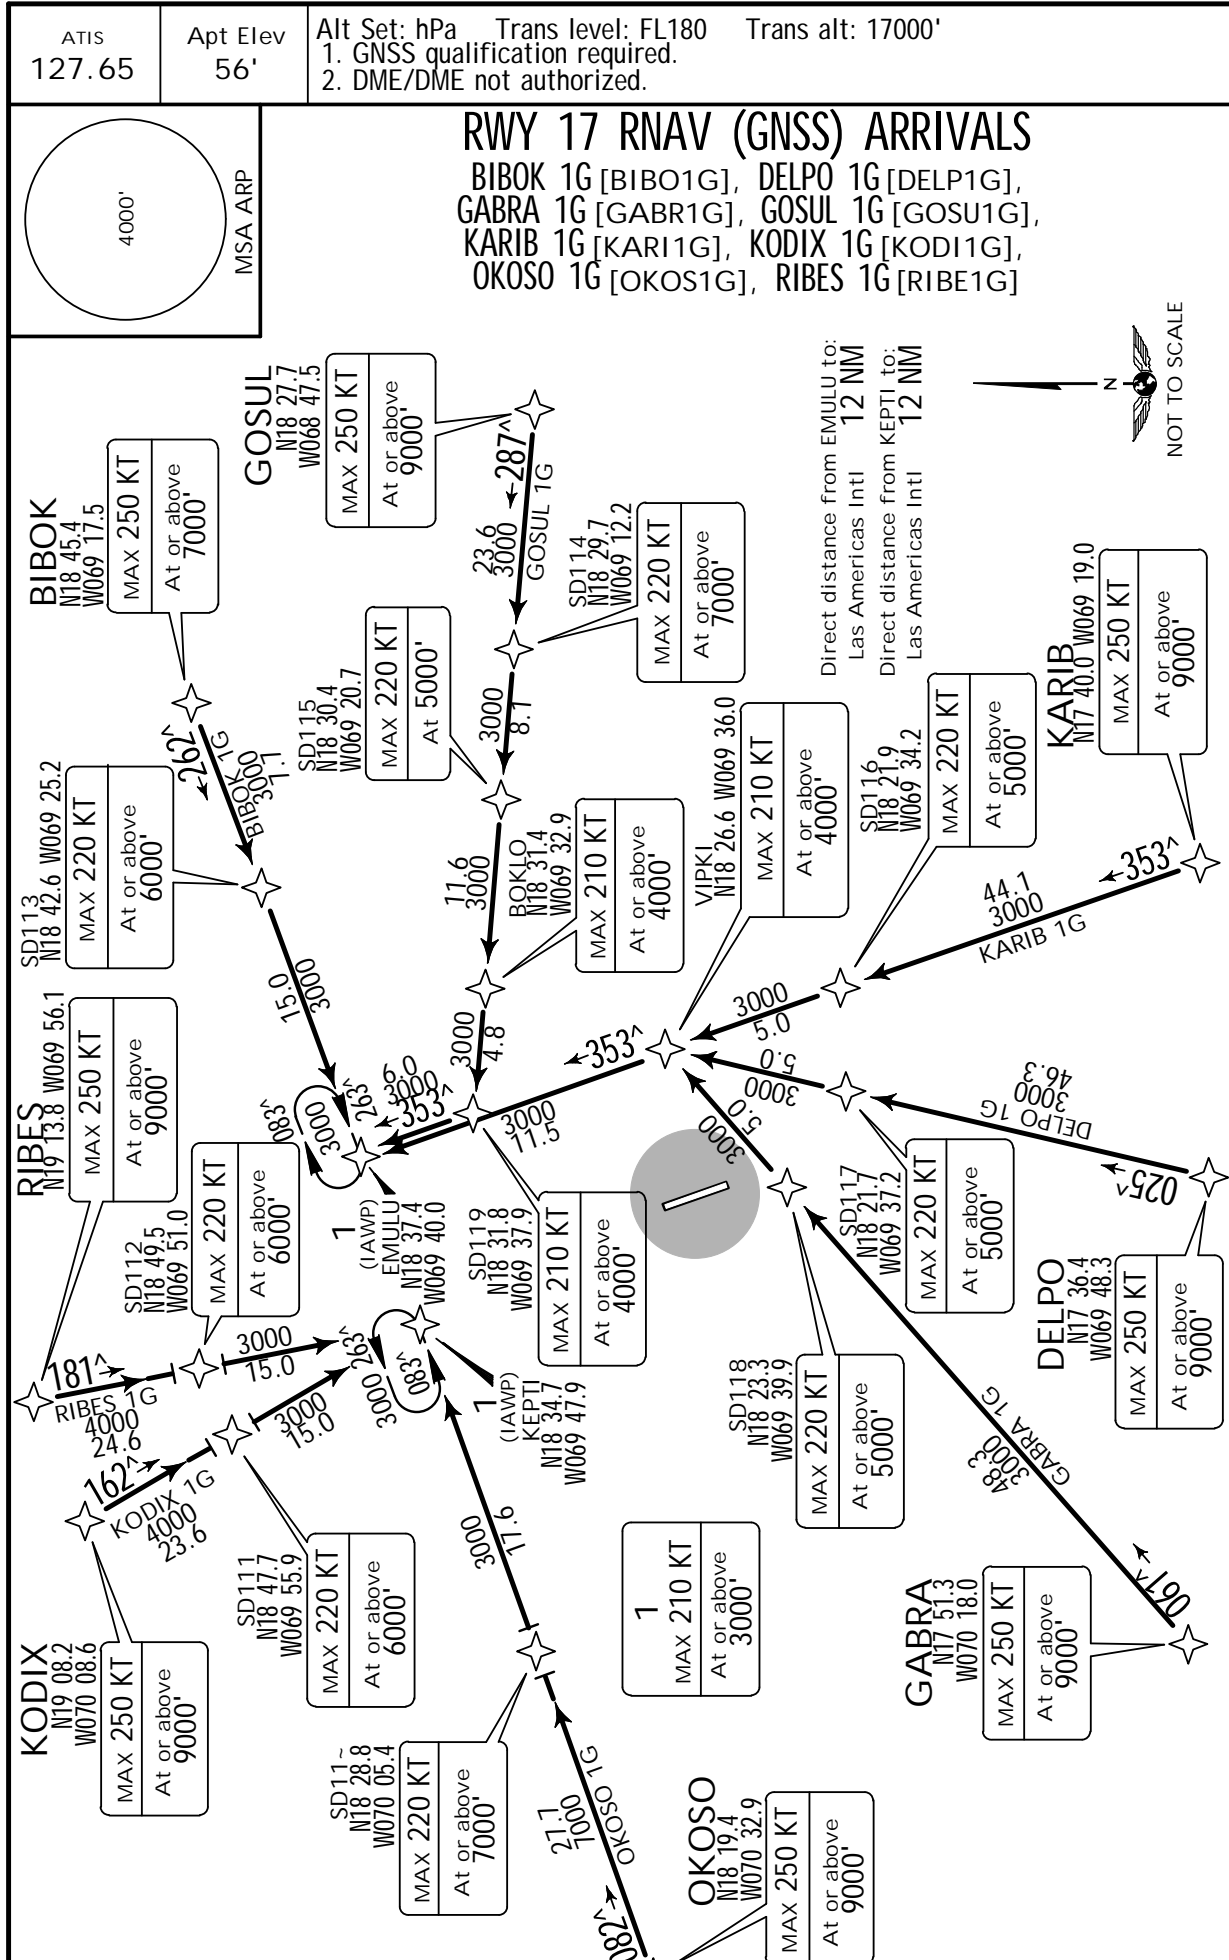 ATIS
127.65
Apt Elev
56'
Alt Set: hPa Trans level: FL180 Trans alt: 17000'
1. GNSS qualification required.
2. DME/DME not authorized.
4000'
MSA ARP
RWY 17 RNAV (GNSS) ARRIVALS
BIBOK 1G [BIBO1G], DELPO 1G [DELP1G],
GABRA 1G [GABR1G], GOSUL 1G [GOSU1G],
KARIB 1G [KARI1G], KODIX 1G [KODI1G],
OKOSO 1G [OKOS1G], RIBES 1G [RIBE1G]
Direct distance from EMULU to:
Las Americas Intl 12 NM
Direct distance from KEPTI to:
Las Americas Intl 12 NM
N
NOT TO SCALE
GOSUL
N18 27.7
W068 47.5
MAX 250 KT
At or above
9000'
287^
23.6
3000
GOSUL 1G
BIBOK
N18 45.4
W069 17.5
MAX 250 KT
At or above
7000'
262^
BIBOK 1G
3000
7.7
SD114
N18 29.7
W069 12.2
MAX 220 KT
At or above
7000'
3000
8.1
SD115
N18 30.4
W069 20.7
MAX 220 KT
At 5000'
11.6
3000
SD113
N18 42.6 W069 25.2
MAX 220 KT
At or above
6000'
15.0
3000
BOKLO
N18 31.4
W069 32.9
MAX 210 KT
At or above
4000'
3000
4.8
VIPKI
N18 26.6 W069 36.0
MAX 210 KT
At or above
4000'
353^
3000
11.5
SD116
N18 21.9
W069 34.2
MAX 220 KT
At or above
5000'
3000
5.0
KARIB
N17 40.0 W069 19.0
MAX 250 KT
At or above
9000'
353^
44.1
3000
KARIB 1G
RIBES
N19 13.8 W069 56.1
MAX 250 KT
At or above
9000'
181^
RIBES 1G
4000
24.6
SD112
N18 49.5
W069 51.0
MAX 220 KT
At or above
6000'
3000
15.0
083^
3000
263^
6.0
3000
353^
1
(IAWP)
EMULU
N18 37.4
W069 40.0
SD119
N18 31.8
W069 37.9
MAX 210 KT
At or above
4000'
3000
5.0
3000
5.0
SD117
N18 21.7
W069 37.2
MAX 220 KT
At or above
5000'
DELPO 1G
3000
46.3
025^
DELPO
N17 36.4
W069 48.3
MAX 250 KT
At or above
9000'
263^
3000
083^
1
(IAWP)
KEPTI
N18 34.7
W069 47.9
SD118
N18 23.3
W069 39.9
MAX 220 KT
At or above
5000'
48.3
3000
GABRA 1G
061^
GABRA
N17 51.3
W070 18.0
MAX 250 KT
At or above
9000'
KODIX
N19 08.2
W070 08.6
MAX 250 KT
At or above
9000'
162^
KODIX 1G
4000
23.6
SD111
N18 47.7
W069 55.9
MAX 220 KT
At or above
6000'
3000
15.0
3000
17.6
1
MAX 210 KT
At or above
3000'
SD11~
N18 28.8
W070 05.4
MAX 220 KT
At or above
7000'
27.7
7000
OKOSO 1G
082^
OKOSO
N18 19.4
W070 32.9
MAX 250 KT
At or above
9000'